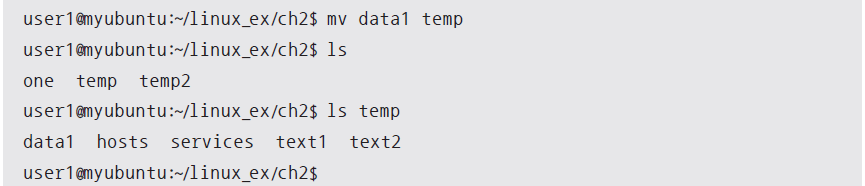 user1@myubuntu:~/linux_ex/ch2$ mv data1 temp
user1@myubuntu:~/linux_ex/ch2$ ls
one  temp  temp2
user1@myubuntu:~/linux_ex/ch2$ ls temp
data1  hosts  services  text1  text2
user1@myubuntu:~/linux_ex/ch2$